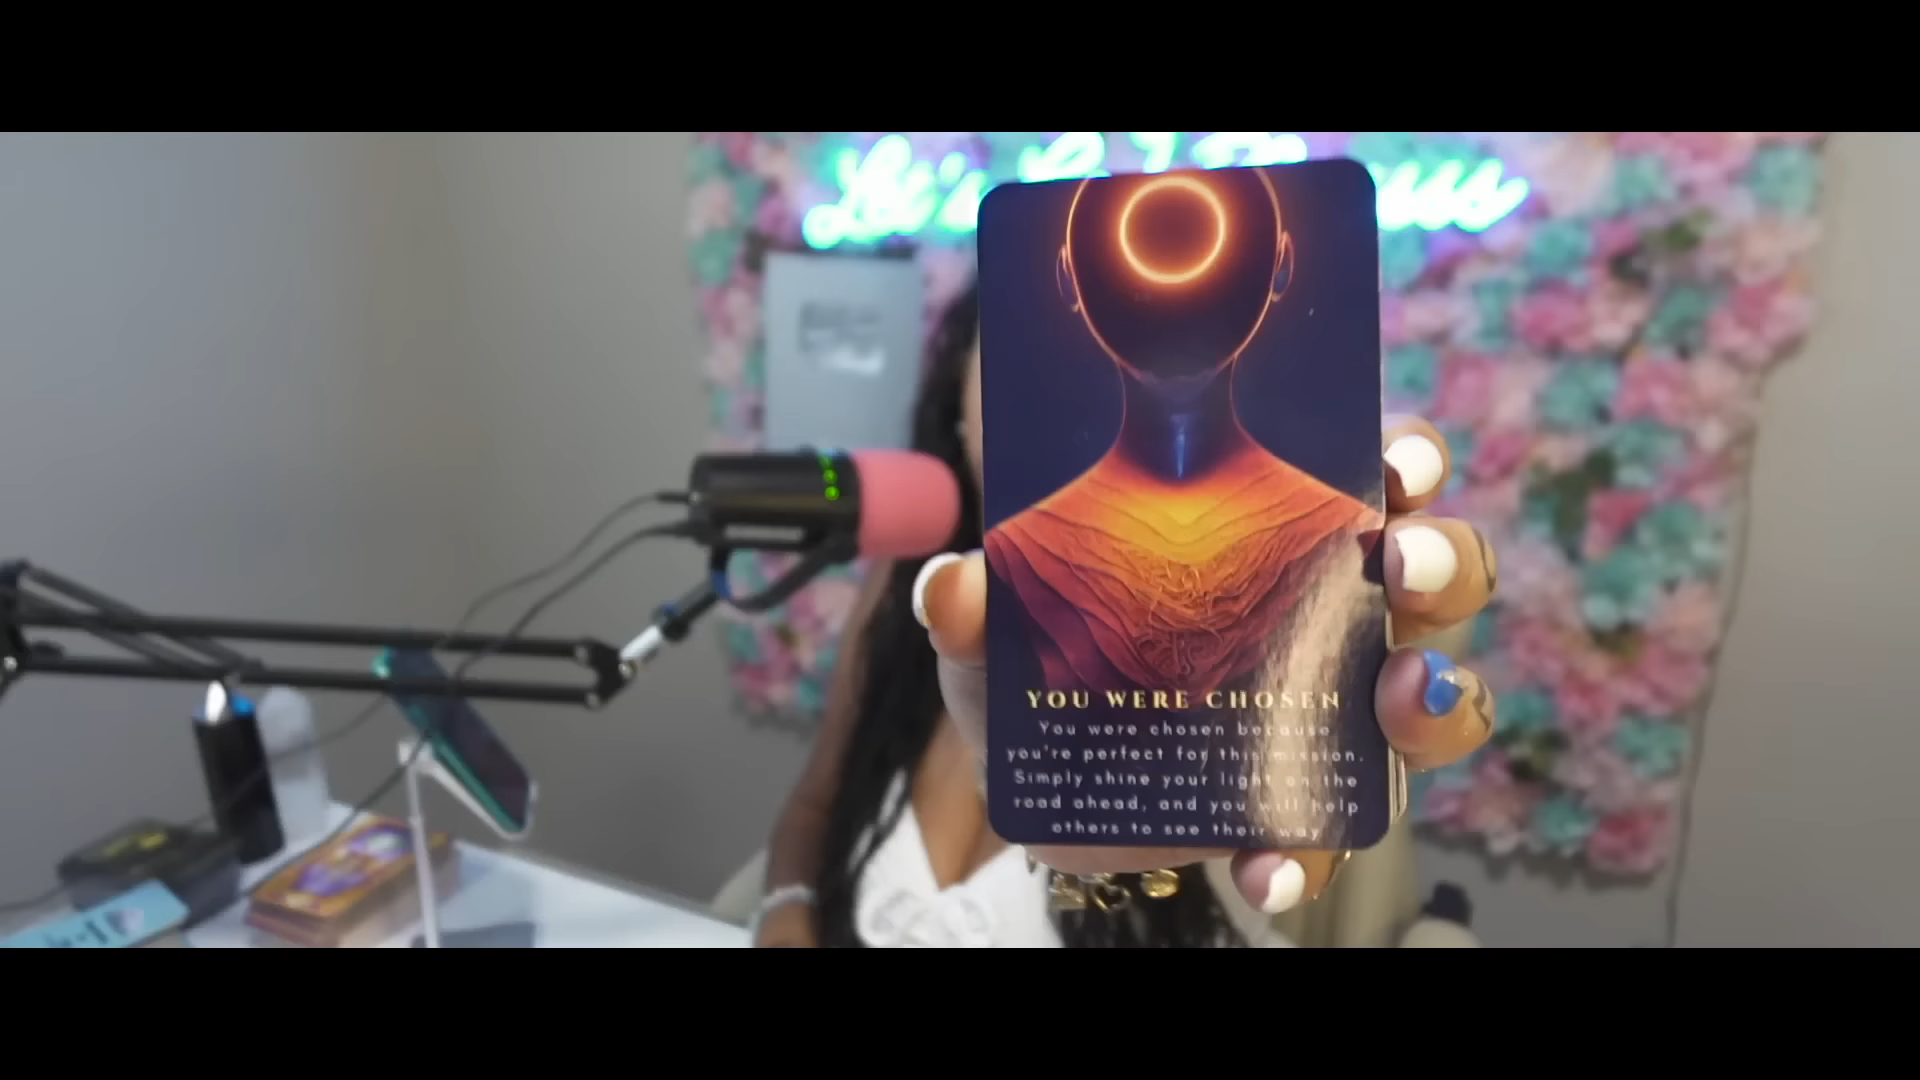 Let's
YOU WERE CHOSEN
You were chosen because
you're perfect for this mission.
Simply shine your light on the
road ahead, and you will help
others to see their way